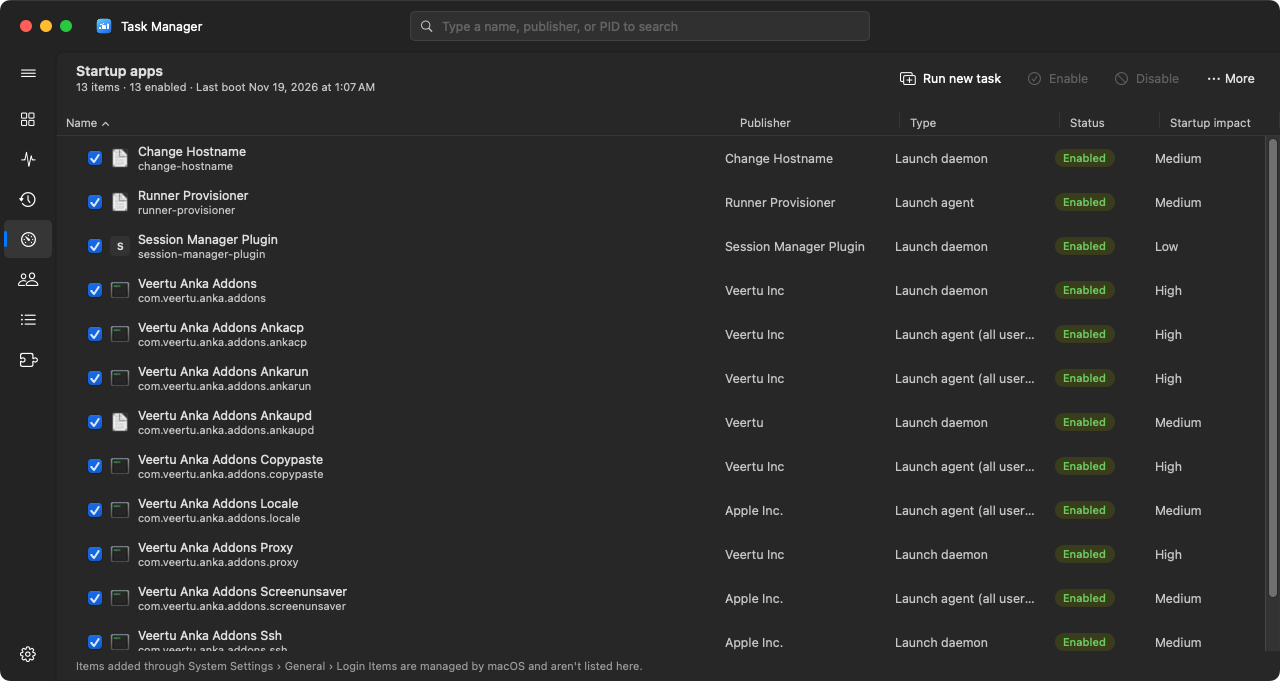 Task Manager
Type a name, publisher, or PID to search
Startup apps
13 items · 13 enabled · Last boot Nov 19, 2026 at 1:07 AM
Run new task
Enable
Disable
More
Name Publisher Type Status Startup impact
Change Hostname
change-hostname
Change Hostname Launch daemon Enabled Medium
Runner Provisioner
runner-provisioner
Runner Provisioner Launch agent Enabled Medium
S
Session Manager Plugin
session-manager-plugin
Session Manager Plugin Launch daemon Enabled Low
Veertu Anka Addons
com.veertu.anka.addons
Veertu Inc Launch daemon Enabled High
Veertu Anka Addons Ankacp
com.veertu.anka.addons.ankacp
Veertu Inc Launch agent (all user... Enabled High
Veertu Anka Addons Ankarun
com.veertu.anka.addons.ankarun
Veertu Inc Launch agent (all user... Enabled High
Veertu Anka Addons Ankaupd
com.veertu.anka.addons.ankaupd
Veertu Launch daemon Enabled Medium
Veertu Anka Addons Copypaste
com.veertu.anka.addons.copypaste
Veertu Inc Launch agent (all user... Enabled High
Veertu Anka Addons Locale
com.veertu.anka.addons.locale
Apple Inc. Launch agent (all user... Enabled Medium
Veertu Anka Addons Proxy
com.veertu.anka.addons.proxy
Veertu Inc Launch daemon Enabled High
Veertu Anka Addons Screenunsaver
com.veertu.anka.addons.screenunsaver
Apple Inc. Launch agent (all user... Enabled Medium
Veertu Anka Addons Ssh
com.veertu.anka.addons.ssh
Apple Inc. Launch daemon Enabled Medium
Items added through System Settings › General › Login Items are managed by macOS and aren't listed here.